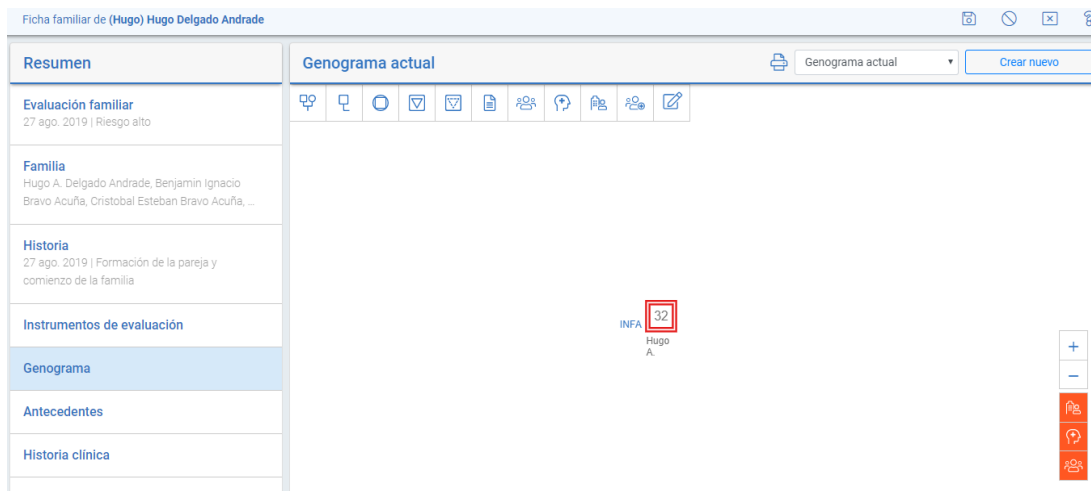 Ficha familiar de (Hugo) Hugo Delgado Andrade
Resumen
Evaluación familiar
27 ago. 2019 | Riesgo alto
Familia
Hugo A. Delgado Andrade, Benjamin Ignacio
Bravo Acuña, Cristobal Esteban Bravo Acuña, ...
Historia
27 ago. 2019 | Formación de la pareja y
comienzo de la familia
Instrumentos de evaluación
Genograma
Antecedentes
Historia clínica
Genograma actual
Genograma actual
Crear nuevo
INFA
32
Hugo
A.